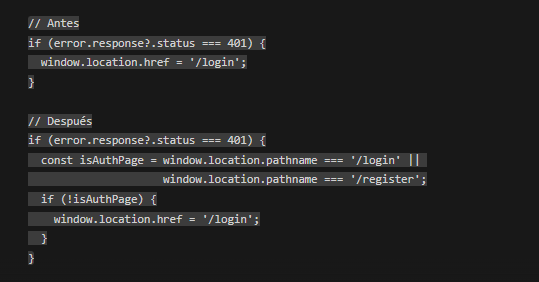 // Antes
if (error.response?.status === 401) {
  window.location.href = '/login';
}

// Después
if (error.response?.status === 401) {
  const isAuthPage = window.location.pathname === '/login' ||
                     window.location.pathname === '/register';
  if (!isAuthPage) {
    window.location.href = '/login';
  }
}